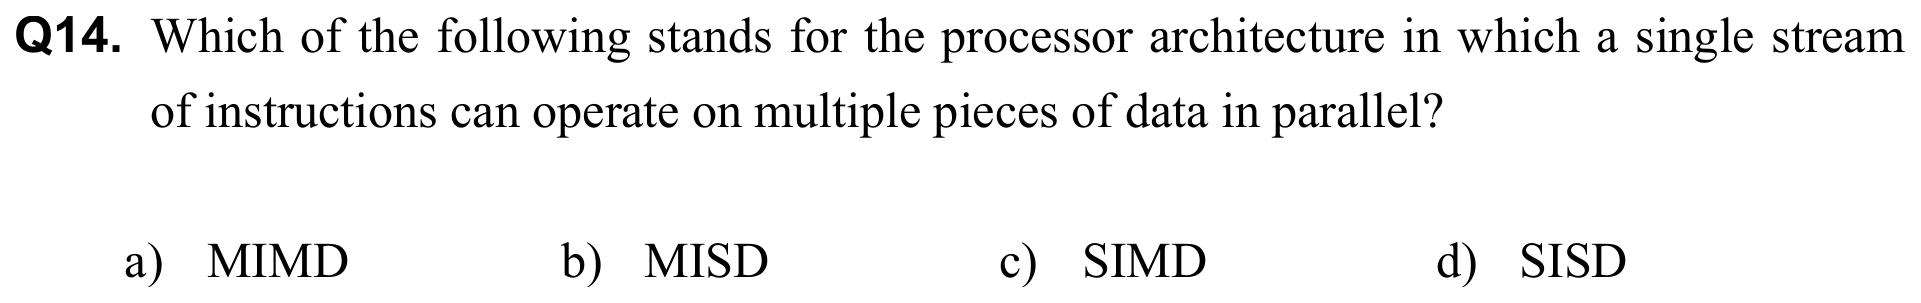 Q14. Which of the following stands for the processor architecture in which a single stream
of instructions can operate on multiple pieces of data in parallel?
a) MIMD b) MISD c) SIMD d) SISD